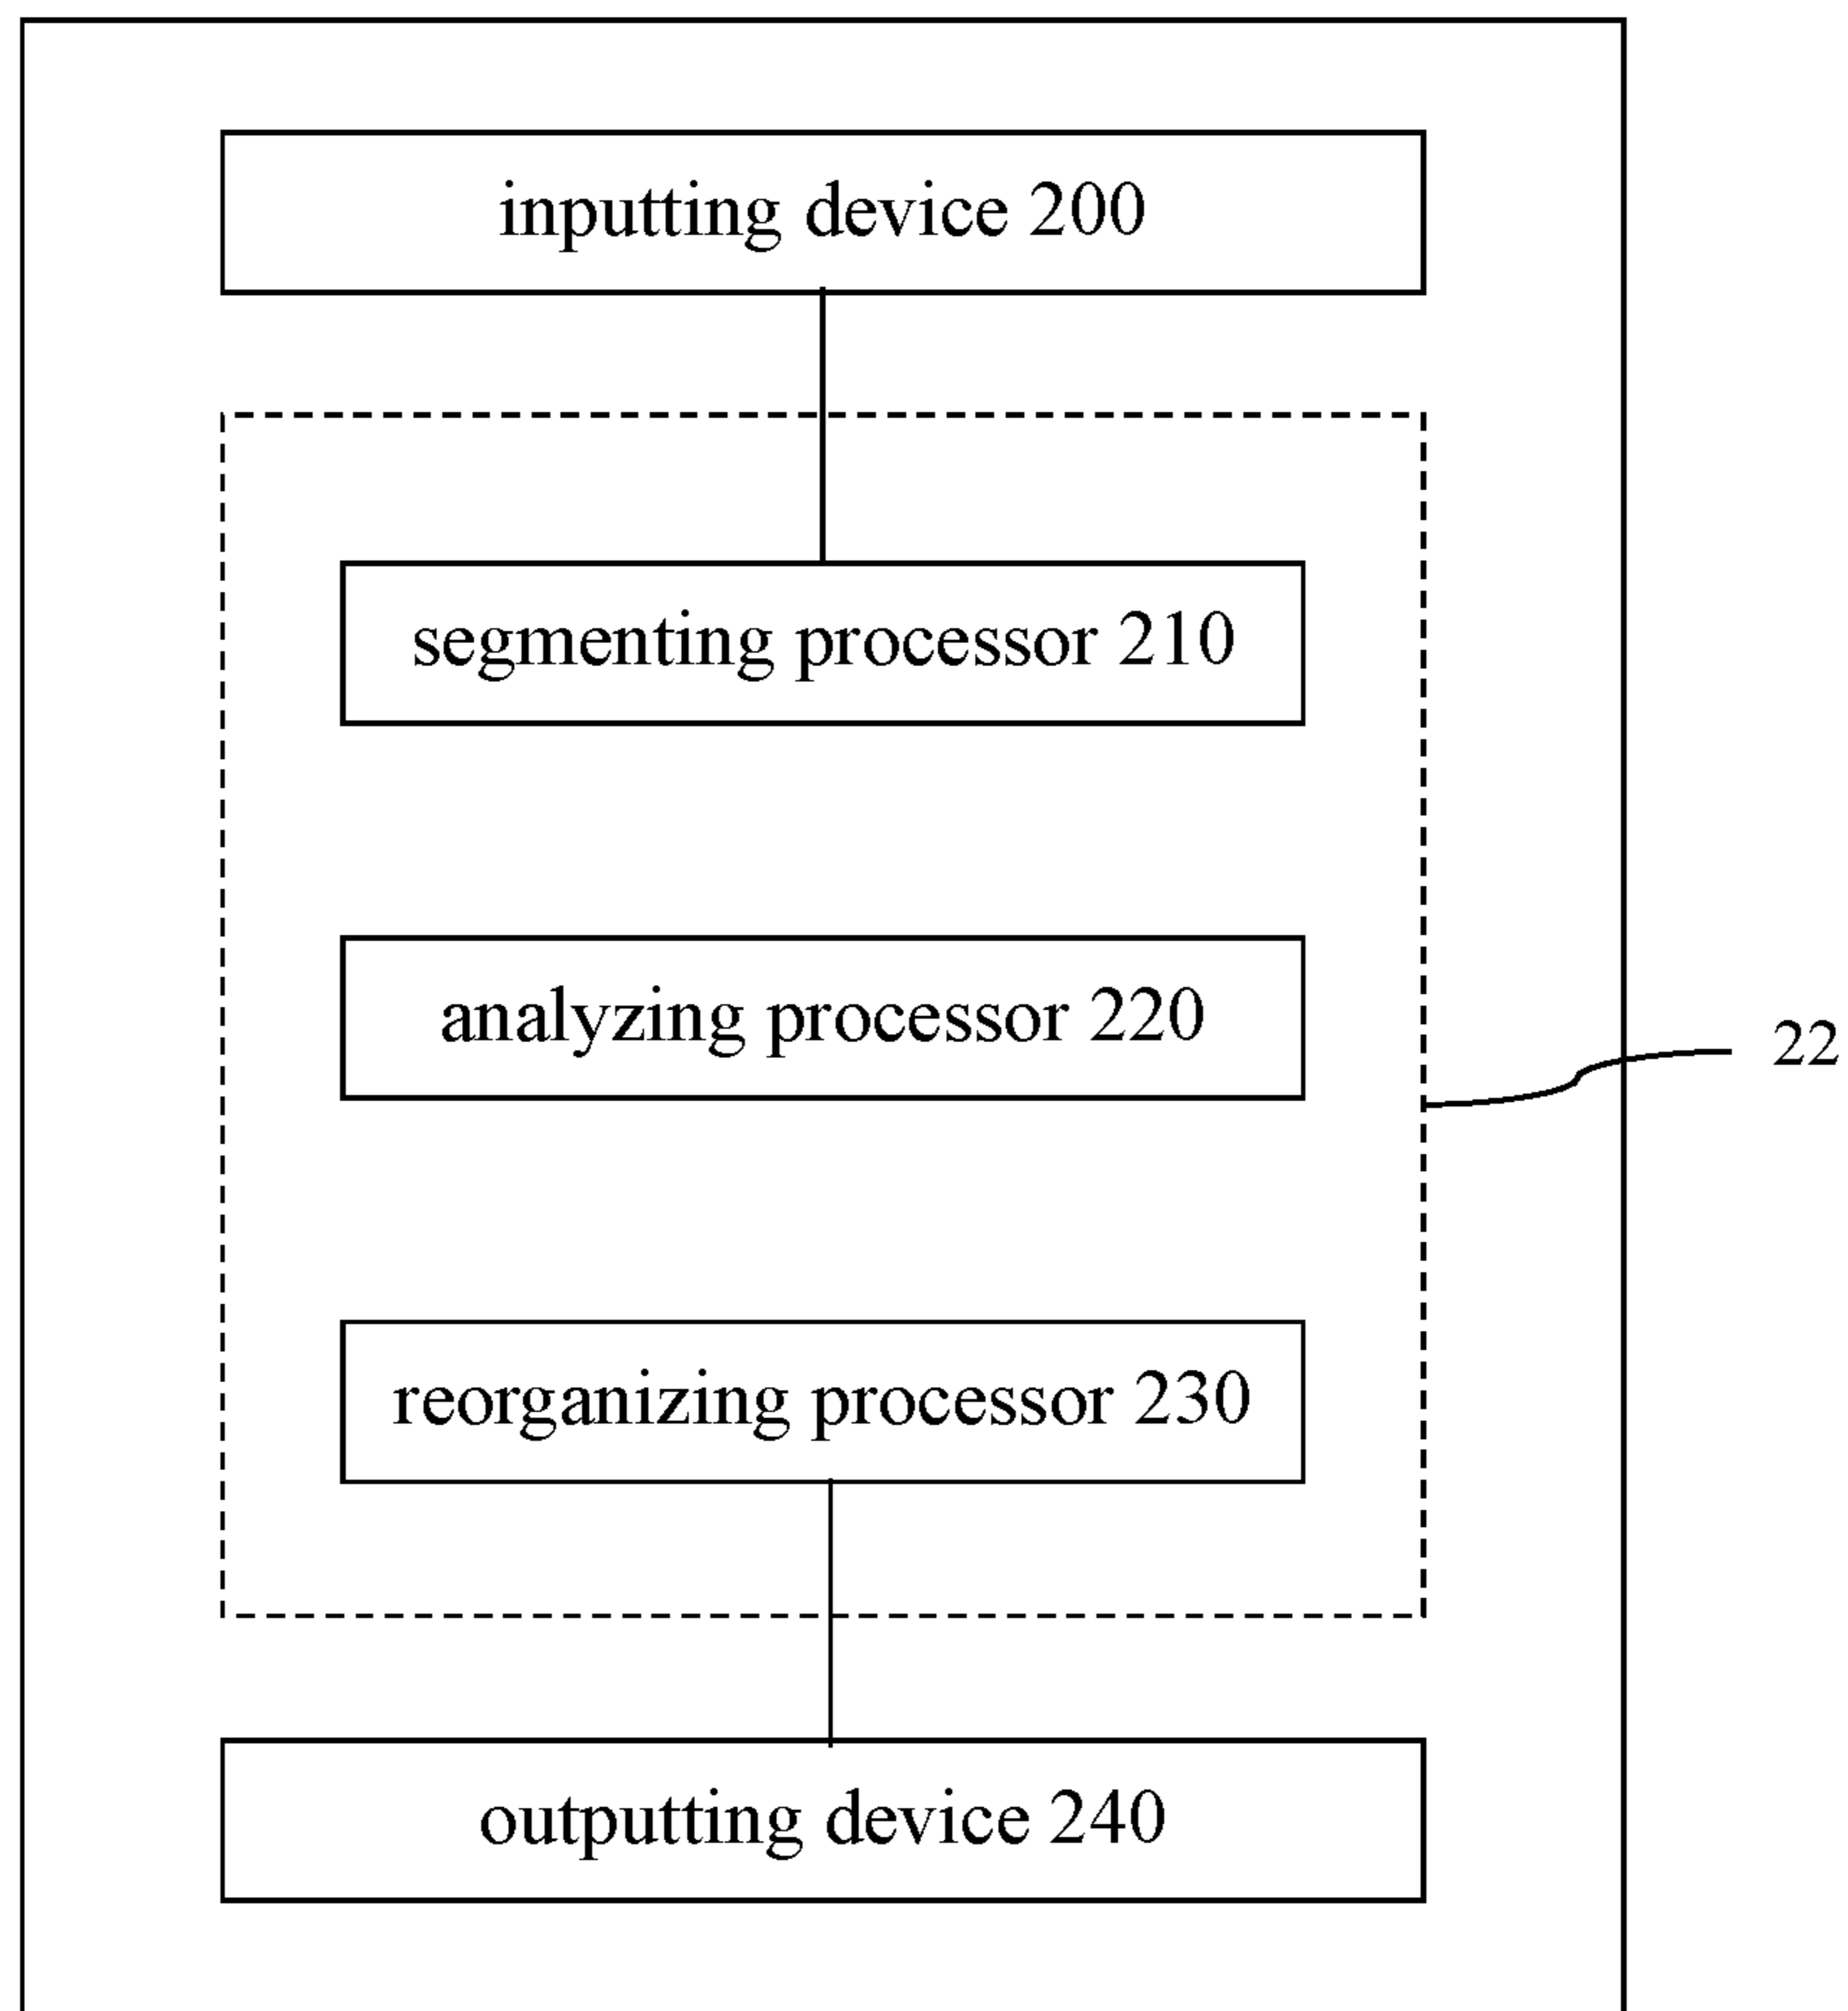 inputting device 200
segmenting processor 210
analyzing processor 220
22
reorganizing processor 230
outputting device 240